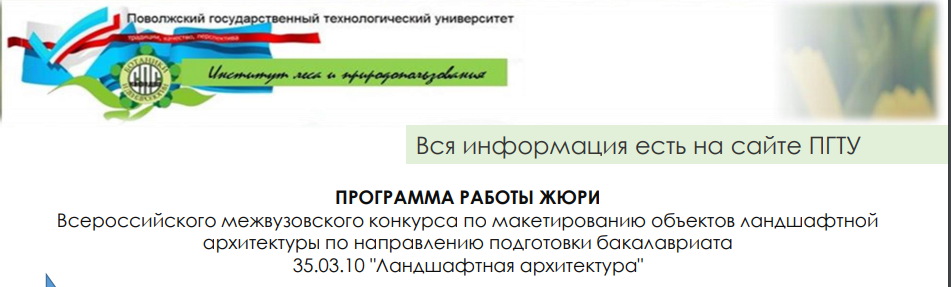 Поволжский государственный технологический университет
традиции, качество, перспектива
Институт леса и природопользования
Вся информация есть на сайте ПГТУ
ПРОГРАММА РАБОТЫ ЖЮРИ
Всероссийского межвузовского конкурса по макетированию объектов ландшафтной
архитектуры по направлению подготовки бакалавриата
35.03.10 "Ландшафтная архитектура"